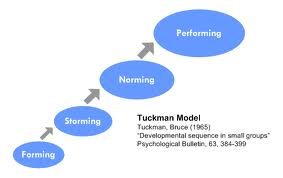 Performing
Norming
Storming
Forming
Tuckman Model
Tuckman, Bruce (1965)
"Developmental sequence in small groups"
Psychological Bulletin, 63, 384-399